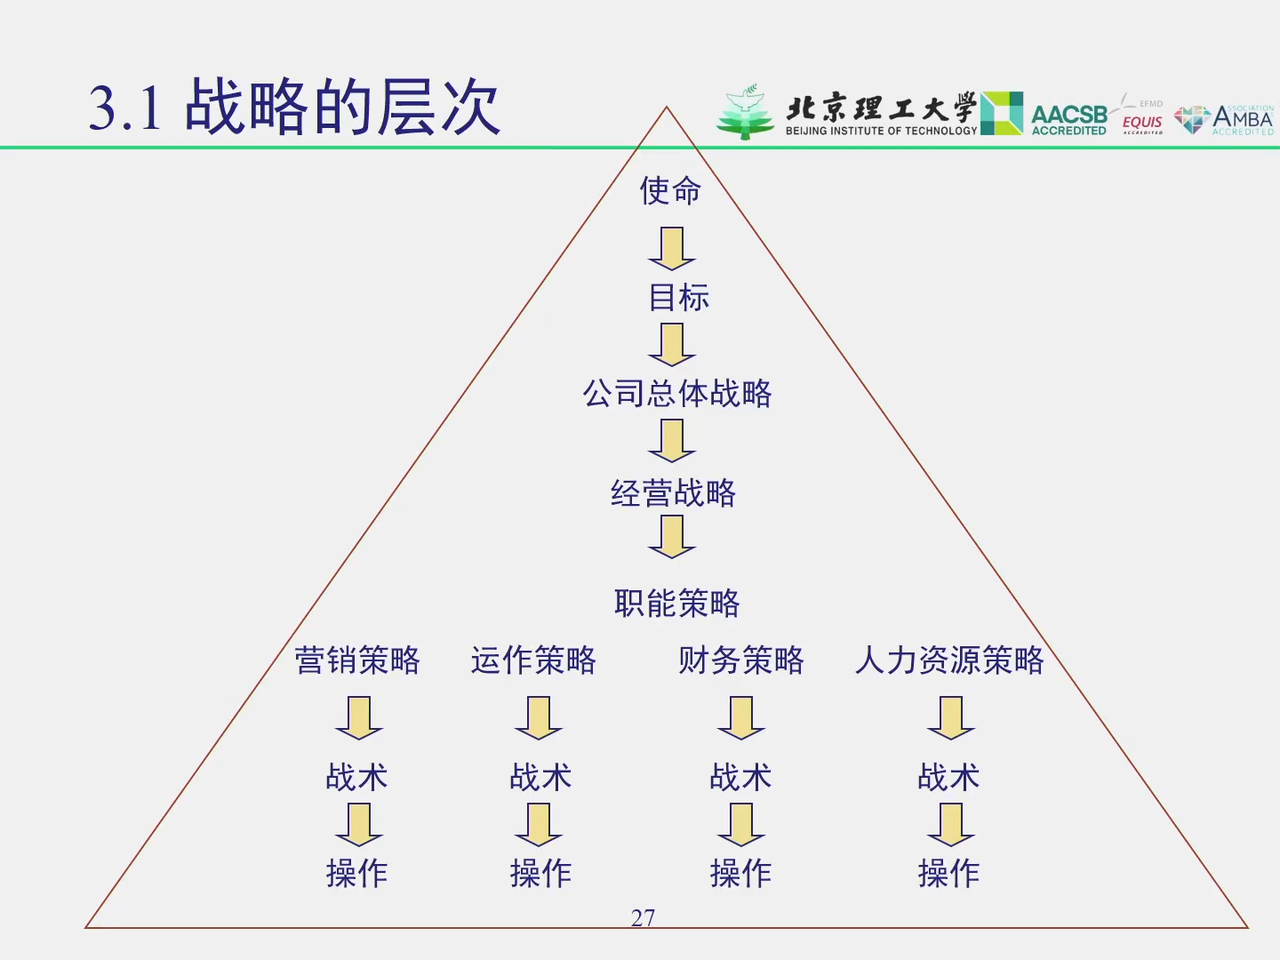 3.1 战略的层次
北京理工大学
BEIJING INSTITUTE OF TECHNOLOGY
AACSB
ACCREDITED
EFMD
EQUIS
ACCREDITED
ASSOCIATION
AMBA
ACCREDITED
使命
目标
公司总体战略
经营战略
职能策略
营销策略 运作策略 财务策略 人力资源策略
战术 战术 战术 战术
操作 操作 操作 操作
27